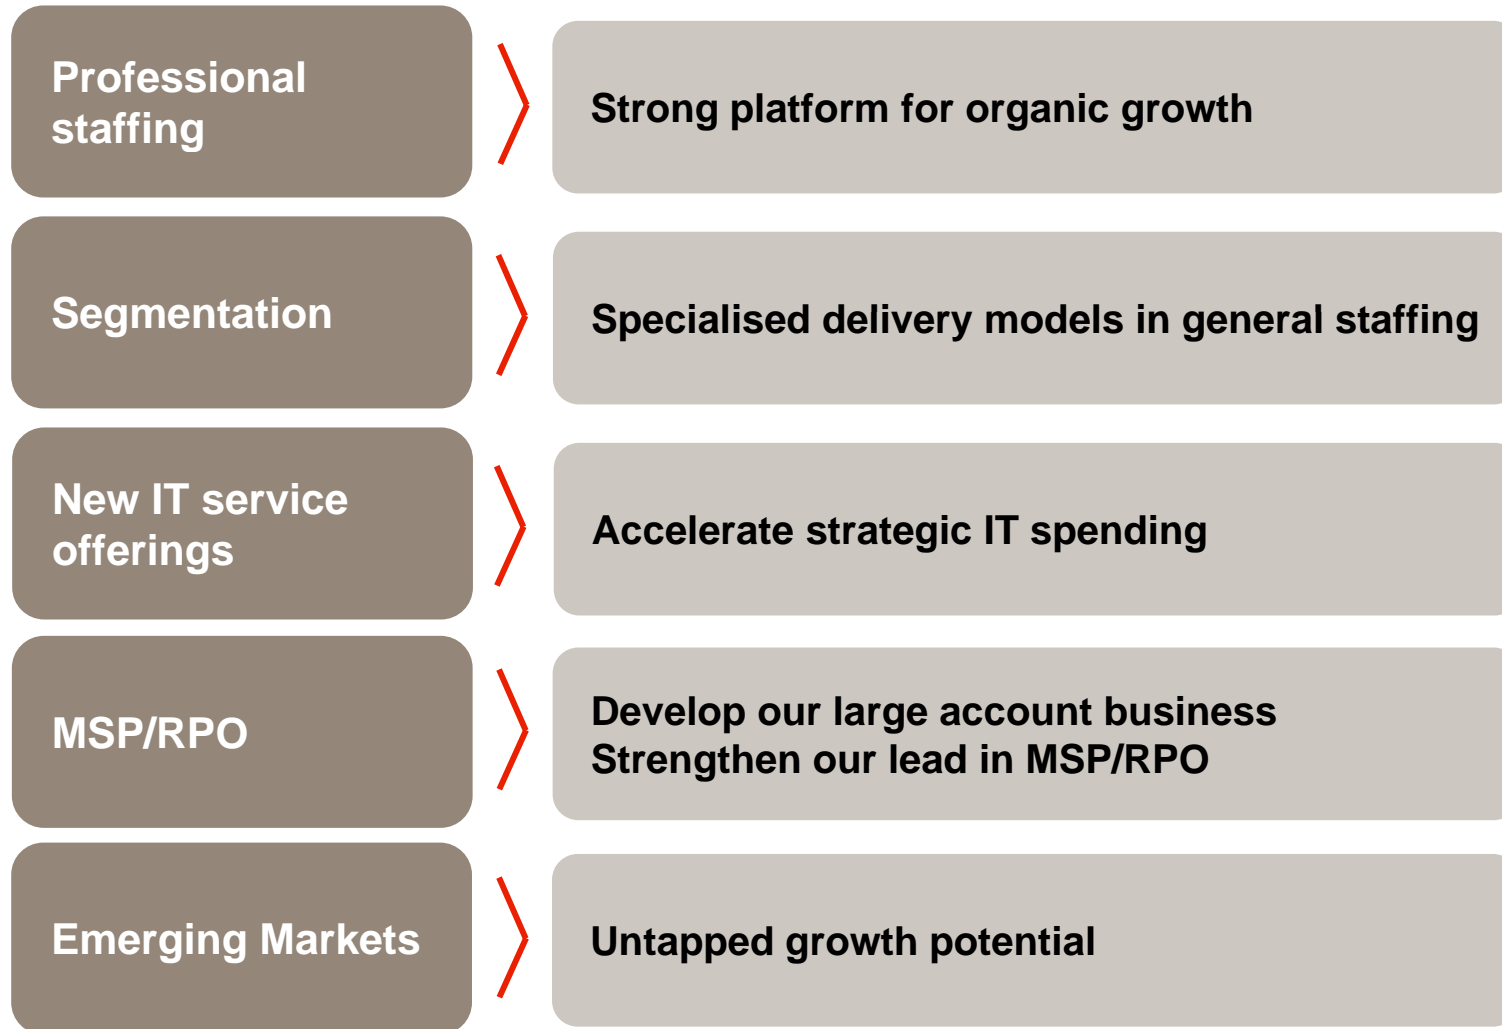 Professional
staffing
Strong platform for organic growth
Segmentation
Specialised delivery models in general staffing
New IT service
offerings
Accelerate strategic IT spending
MSP/RPO
Develop our large account business
Strengthen our lead in MSP/RPO
Emerging Markets
Untapped growth potential